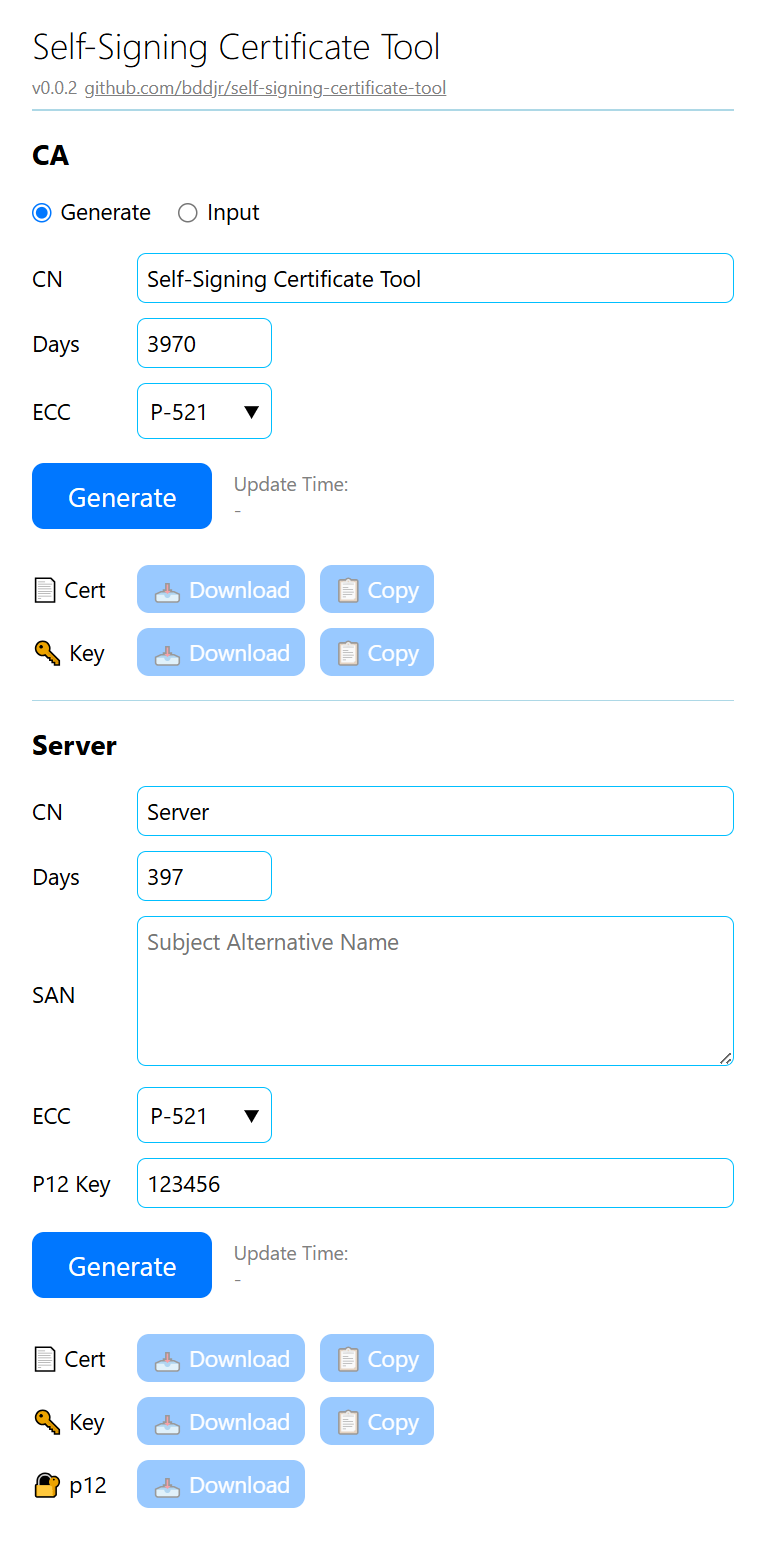 Self-Signing Certificate Tool
v0.0.2 github.com/bddjr/self-signing-certificate-tool
CA
Generate Input
CN Self-Signing Certificate Tool
Days 3970
ECC P-521 ▼
Generate Update Time:
-
Cert Download Copy
Key Download Copy
Server
CN Server
Days 397
SAN Subject Alternative Name
ECC P-521 ▼
P12 Key 123456
Generate Update Time:
-
Cert Download Copy
Key Download Copy
p12 Download